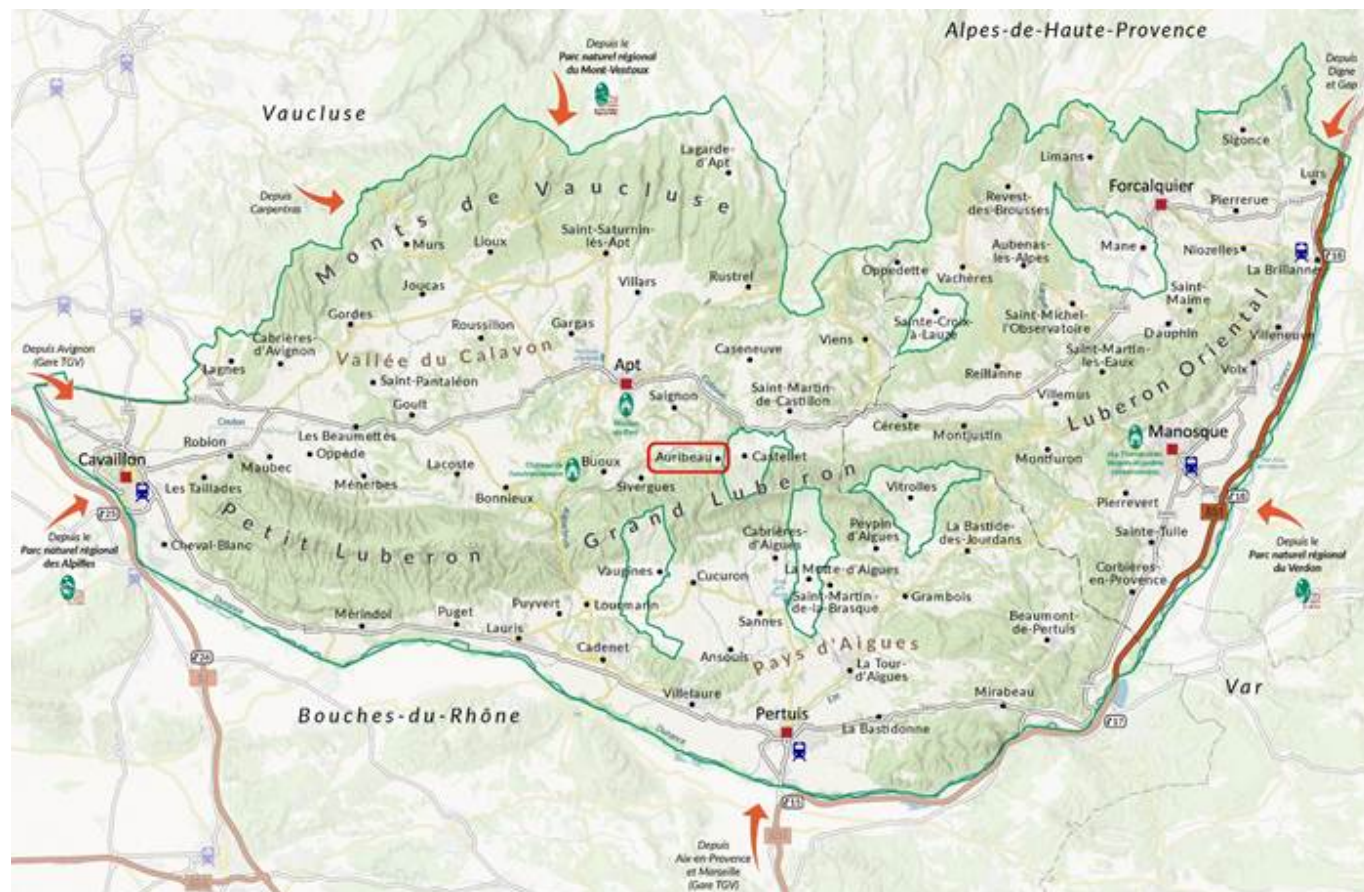 Alpes-de-Haute-Provence
Depuis le
Parc naturel régional
du Mont-Ventoux
Depuis
Digne
et Gap
Vaucluse
Sigonce
Lagarde-
d'Apt
Limans
Lurs
Depuis
Carpentras
Monts de Vaucluse
Forcalquier
Revest-
des-Brousses
Pierrerue
Murs
Lioux
Saint-Saturnin-
lès-Apt
Aubenas-
les-Alpes
Mane
Niozelles
La Brillanne
Oppedette
Vachères
Joucas
Villars
Rustrel
Saint-
Maime
Gordes
Roussillon
Gargas
Sainte-Croix-
à-Lauze
Saint-Michel-
l'Observatoire
Dauphin
Villeneuve
Cabrières-
d'Avignon
Vallée du Calavon
Viens
Saint-Martin-
les-Eaux
Depuis Avignon
(Gare TGV)
Lagnes
Apt
Caseneuve
Reillanne
Volx
Saint-Pantaléon
Saint-Martin-
de-Castillon
Goult
Saignon
Villemus
Luberon Oriental
Céreste
Montjustin
Manosque
Robion
Les Beaumettes
Cavaillon
Maubec
Oppède
Ménerbes
Lacoste
Bonnieux
Buoux
Auribeau
Castellet
Montfuron
Les Taillades
Sivergues
Vitrolles
Pierrevert
Petit Luberon
Grand Luberon
Cheval-Blanc
Cabrières-
d'Aigues
Peypin-
d'Aigues
La Bastide-
des-Jourdans
Sainte-Tulle
Depuis le
Parc naturel régional
des Alpilles
Depuis le
Parc naturel régional
du Verdon
Vaugines
Cucuron
La Motte-d'Aigues
Corbières-
en-Provence
Saint-Martin-
de-la-Brasque
Grambois
Mérindol
Puget
Puyvert
Lourmarin
Lauris
Sannes
Beaumont-
de-Pertuis
Cadenet
Ansouis
Pays d'Aigues
La Tour-
d'Aigues
Villelaure
Mirabeau
Var
Bouches-du-Rhône
Pertuis
La Bastidonne
Durance
Durance
Depuis
Aix-en-Provence
et Marseille
(Gare TGV)